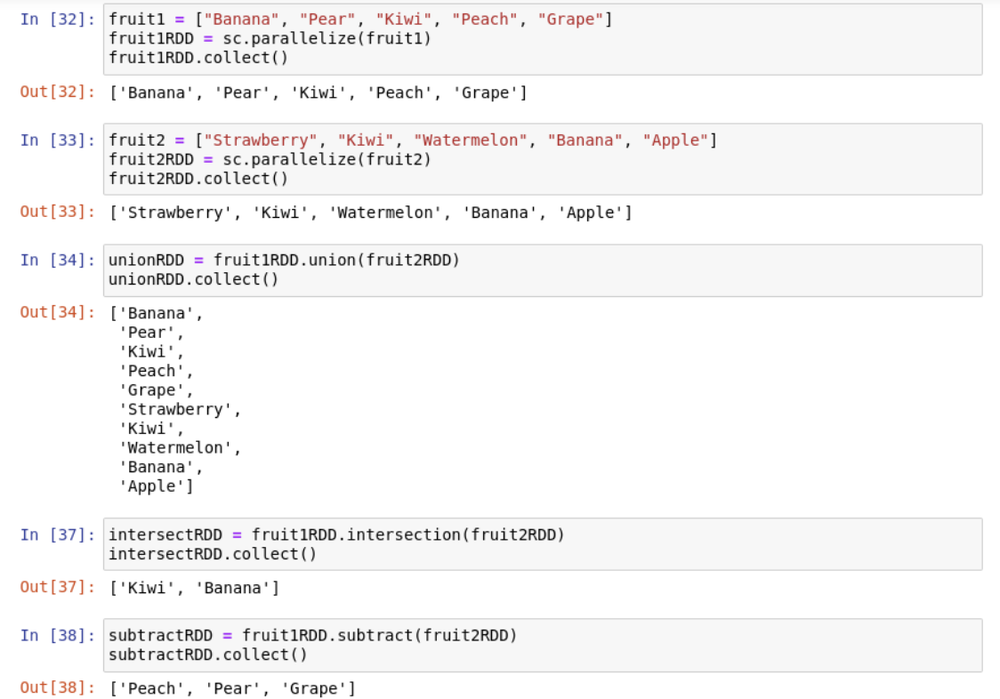 In [32]: fruit1 = ["Banana", "Pear", "Kiwi", "Peach", "Grape"]
fruit1RDD = sc.parallelize(fruit1)
fruit1RDD.collect()
Out[32]: ['Banana', 'Pear', 'Kiwi', 'Peach', 'Grape']
In [33]: fruit2 = ["Strawberry", "Kiwi", "Watermelon", "Banana", "Apple"]
fruit2RDD = sc.parallelize(fruit2)
fruit2RDD.collect()
Out[33]: ['Strawberry', 'Kiwi', 'Watermelon', 'Banana', 'Apple']
In [34]: unionRDD = fruit1RDD.union(fruit2RDD)
unionRDD.collect()
Out[34]: ['Banana',
'Pear',
'Kiwi',
'Peach',
'Grape',
'Strawberry',
'Kiwi',
'Watermelon',
'Banana',
'Apple']
In [37]: intersectRDD = fruit1RDD.intersection(fruit2RDD)
intersectRDD.collect()
Out[37]: ['Kiwi', 'Banana']
In [38]: subtractRDD = fruit1RDD.subtract(fruit2RDD)
subtractRDD.collect()
Out[38]: ['Peach', 'Pear', 'Grape']